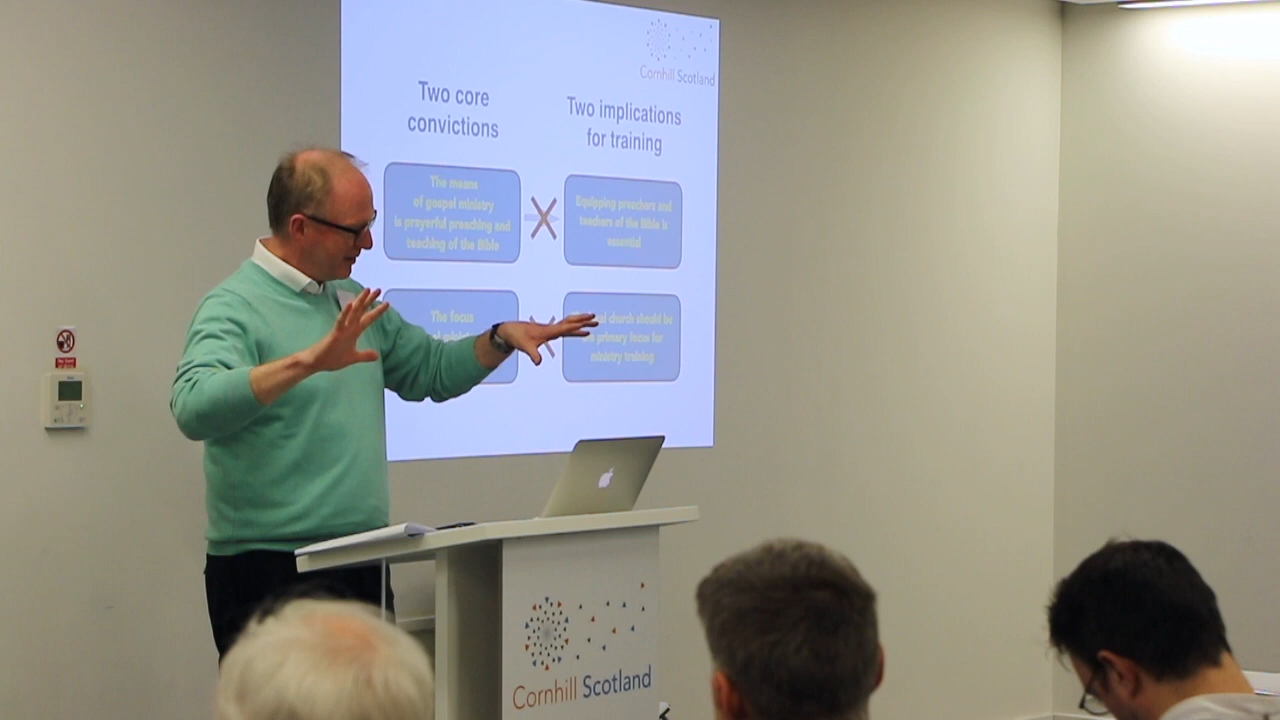 Cornhill Scotland
Two core
convictions
Two implications
for training
The means
of gospel ministry
is prayerful preaching and
teaching of the Bible
Equipping preachers and
teachers of the Bible is
essential
The focus
church should be
primary focus for
ministry training
Cornhill Scotland